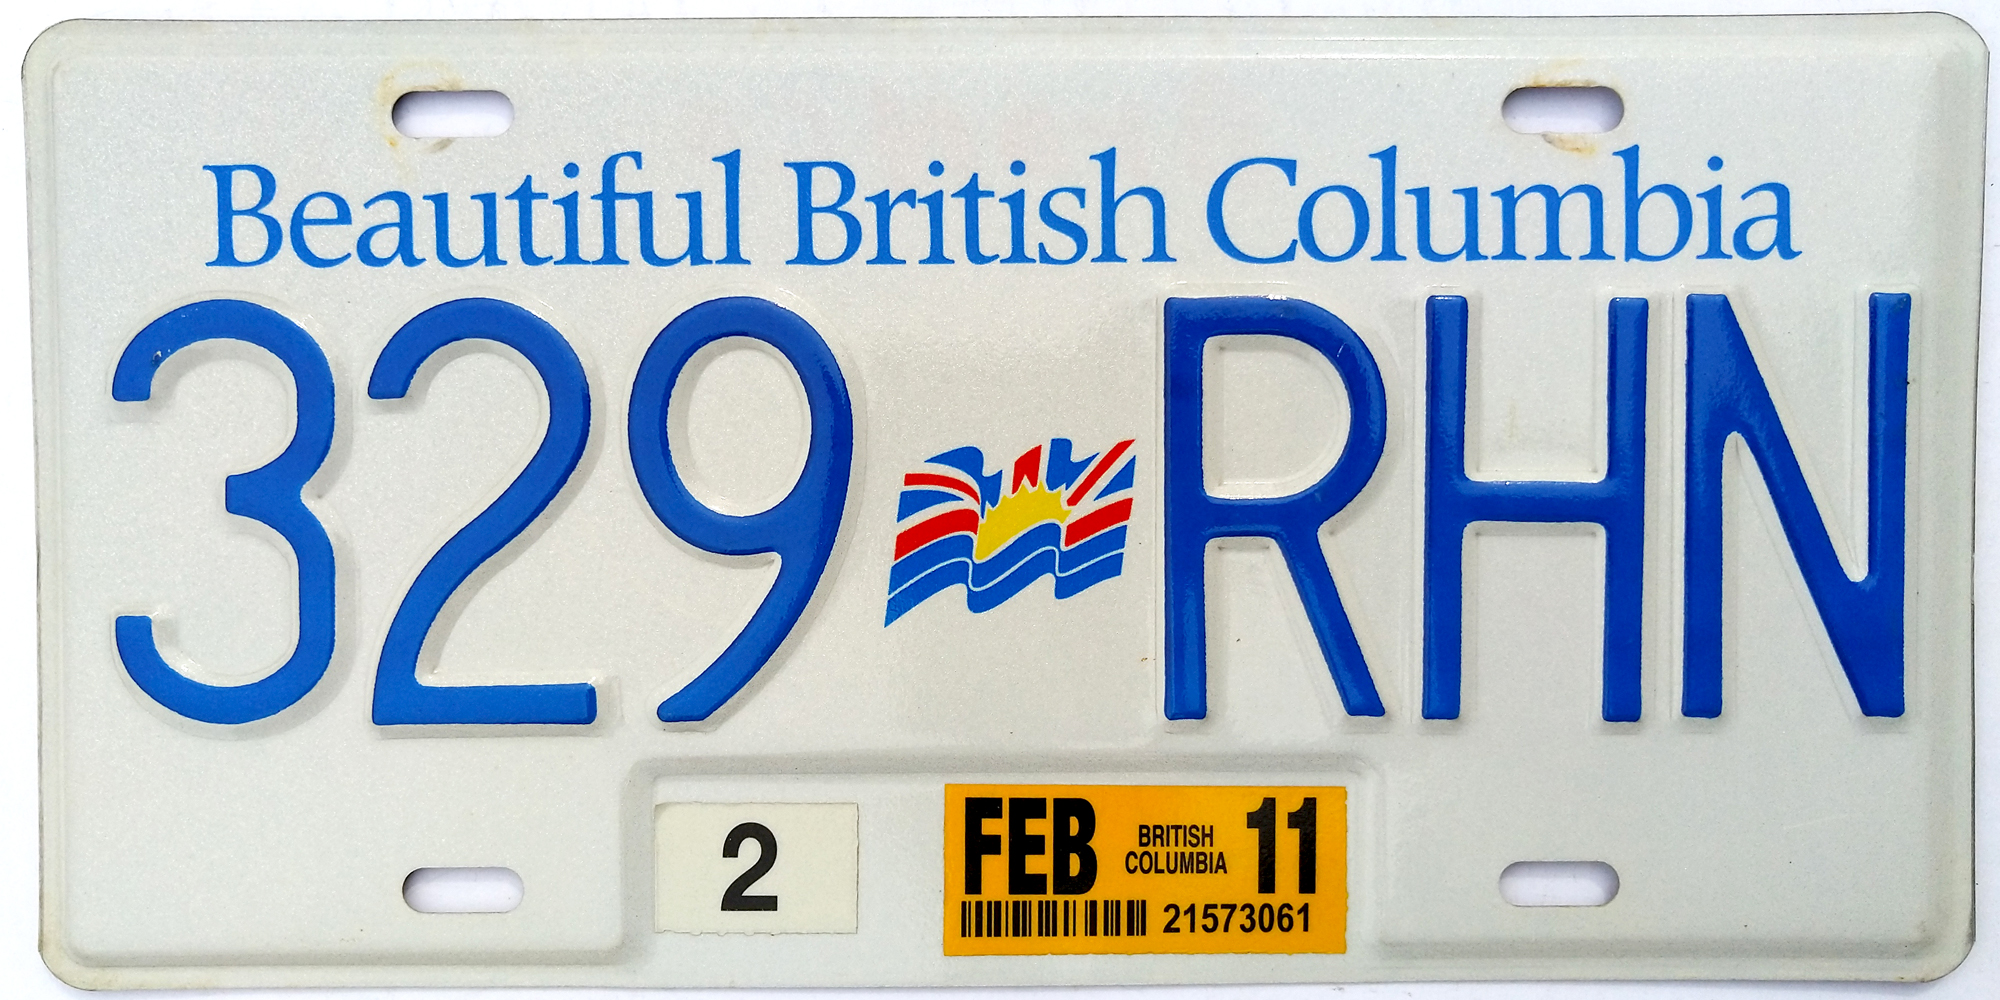 Beautiful British Columbia
329 RHN
2
FEB BRITISH COLUMBIA 11
21573061